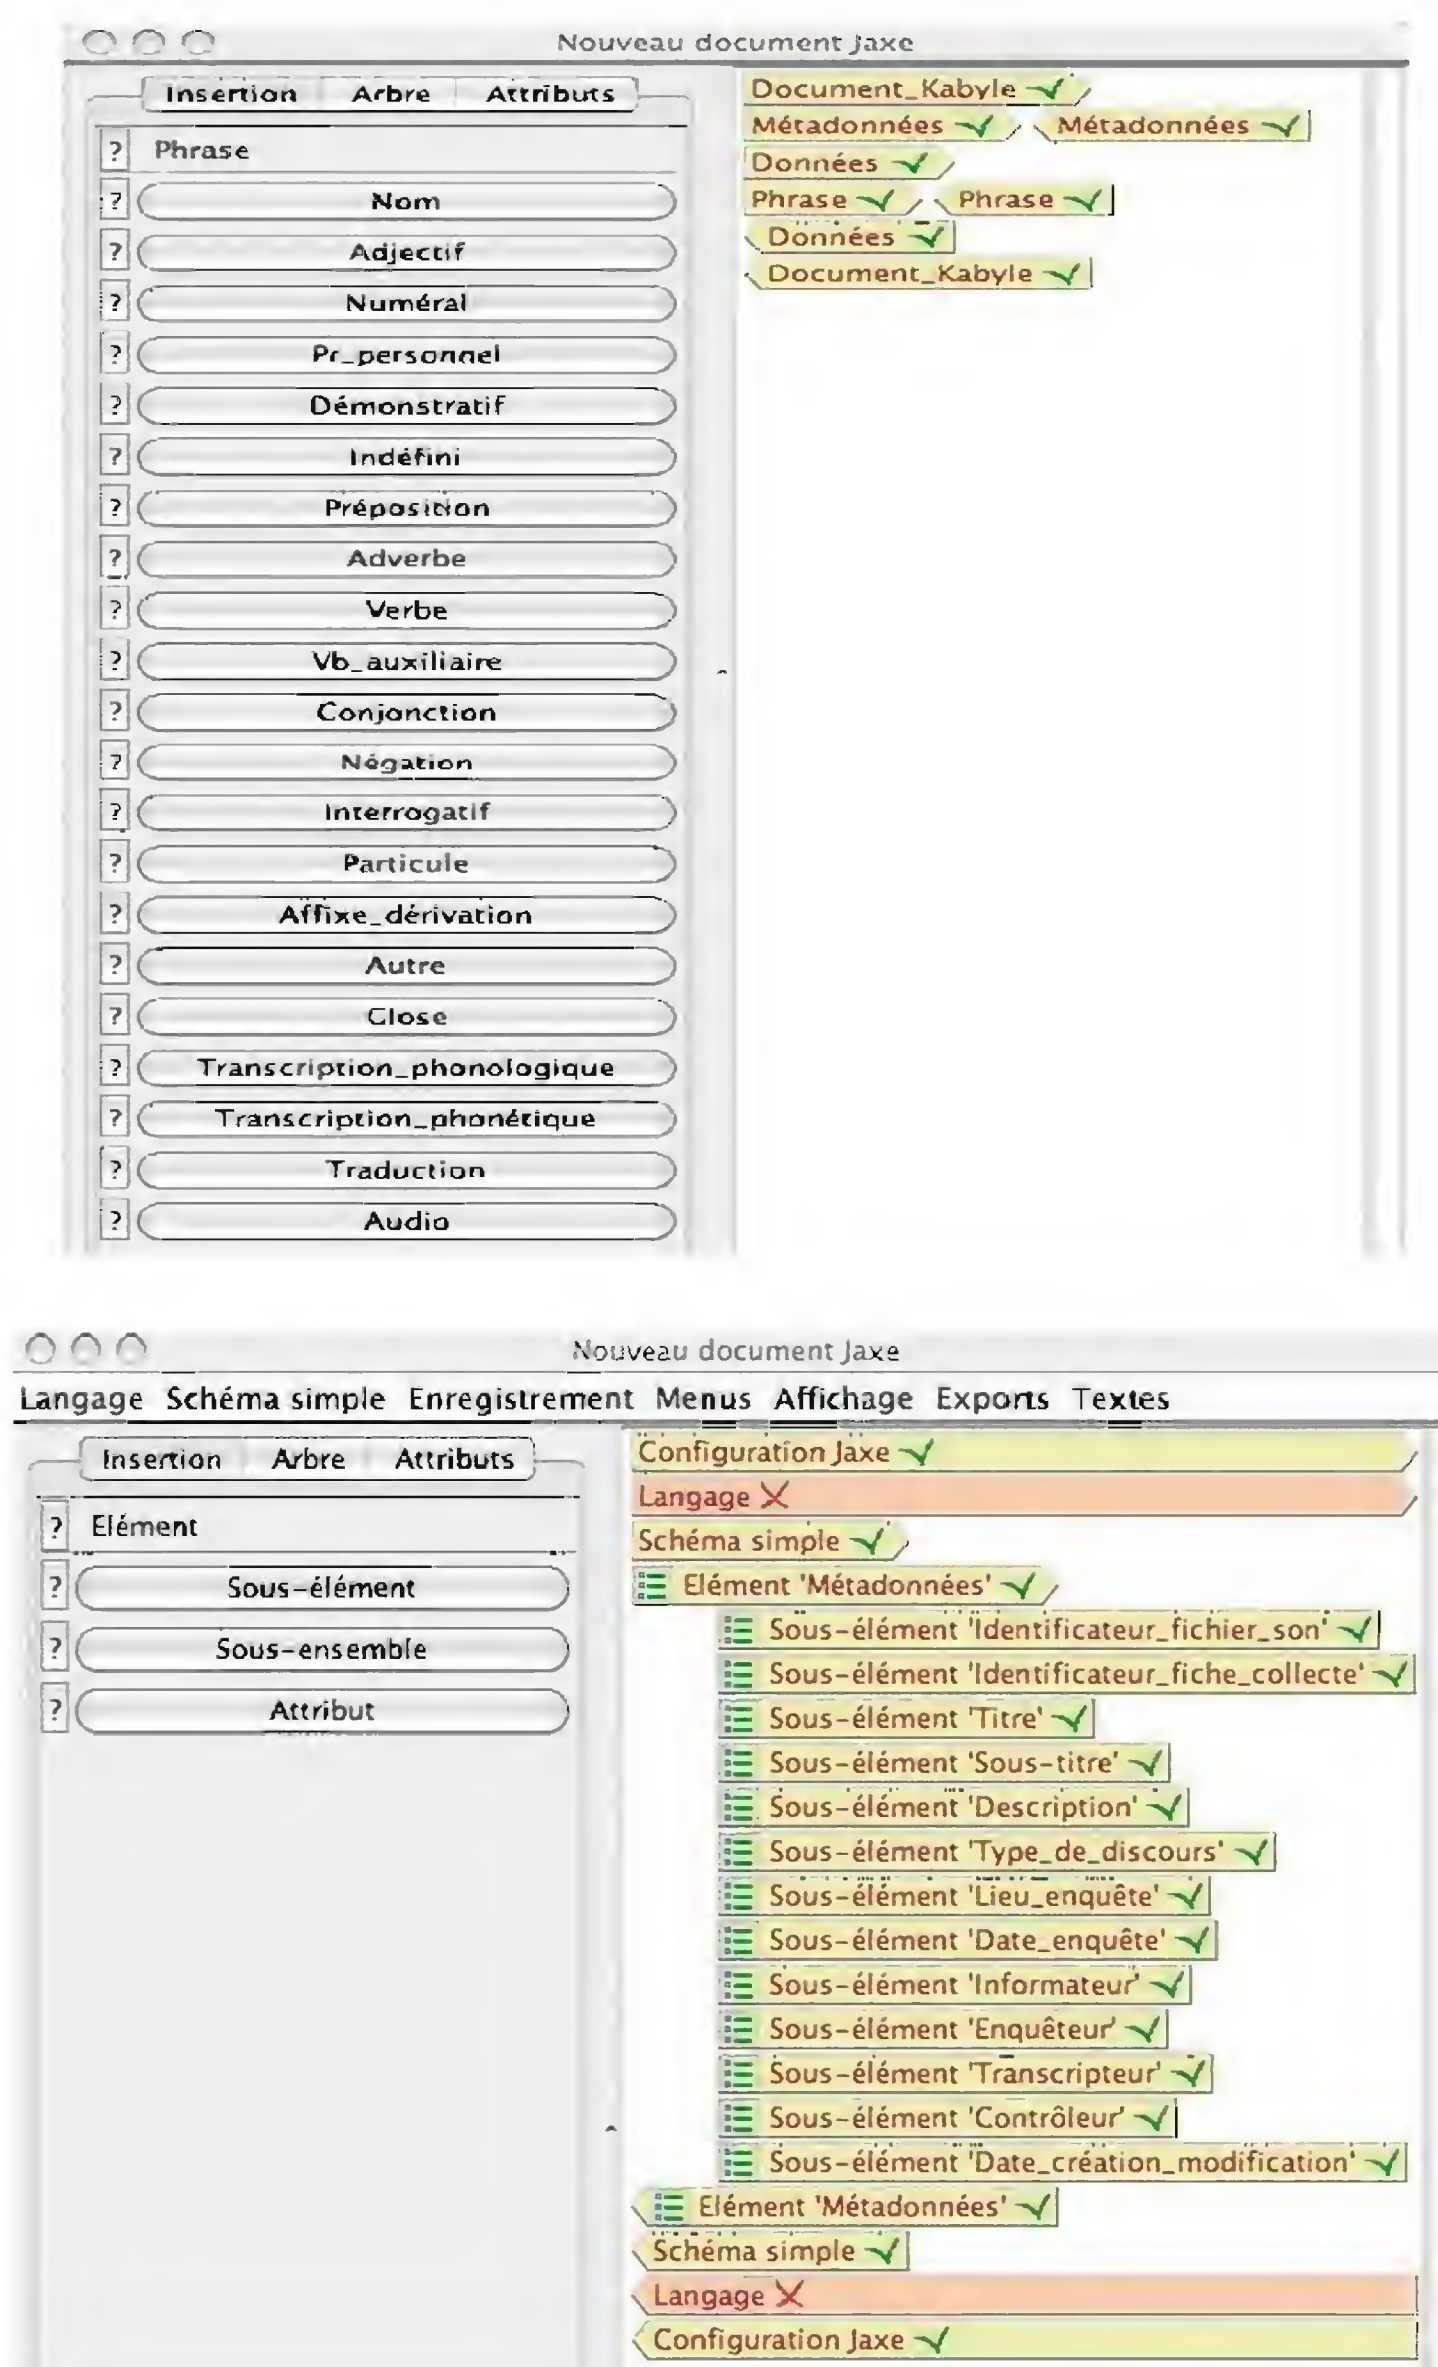 Nouveau document Jaxe
Insertion Arbre Attributs
? Phrase
? Nom
? Adjectif
? Numéral
? Pr_personnel
? Démonstratif
? Indéfini
? Préposition
? Adverbe
? Verbe
? Vb_auxiliaire
? Conjonction
? Négation
? Interrogatif
? Particule
? Affixe_dérivation
? Autre
? Close
? Transcription_phonologique
? Transcription_phonétique
? Traduction
? Audio
Document_Kabyle
Métadonnées Métadonnées
Données
Phrase Phrase
Données
Document_Kabyle
Nouveau document Jaxe
Langage Schéma simple Enregistrement Menus Affichage Exports Textes
Insertion Arbre Attributs
? Elément
? Sous-élément
? Sous-ensemble
? Attribut
Configuration Jaxe
Langage
Schéma simple
Elément 'Métadonnées'
Sous-élément 'Identificateur_fichier_son'
Sous-élément 'Identificateur_fiche_collecte'
Sous-élément 'Titre'
Sous-élément 'Sous-titre'
Sous-élément 'Description'
Sous-élément 'Type_de_discours'
Sous-élément 'Lieu_enquête'
Sous-élément 'Date_enquête'
Sous-élément 'Informateur'
Sous-élément 'Enquêteur'
Sous-élément 'Transcripteur'
Sous-élément 'Contrôleur'
Sous-élément 'Date_création_modification'
Elément 'Métadonnées'
Schéma simple
Langage
Configuration Jaxe